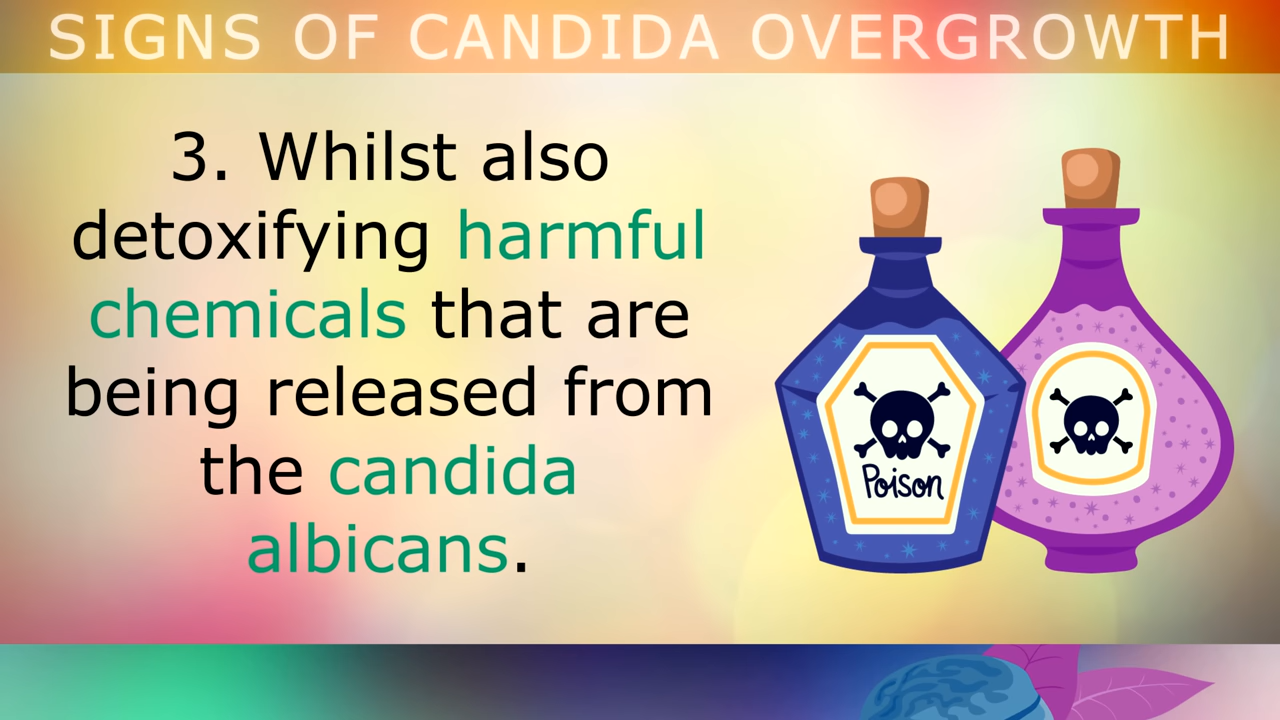 SIGNS OF CANDIDA OVERGROWTH
3. Whilst also
detoxifying harmful
chemicals that are
being released from
the candida
albicans.
Poison